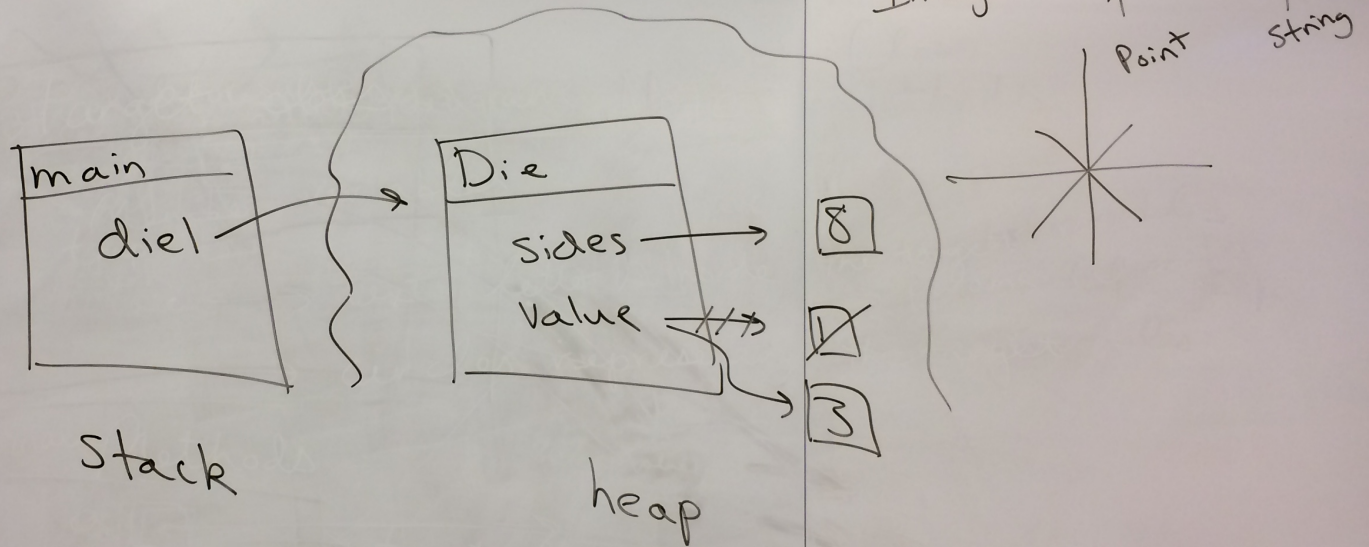 Point
String
main
die1
Die
sides
value
8
1
3
Stack
heap